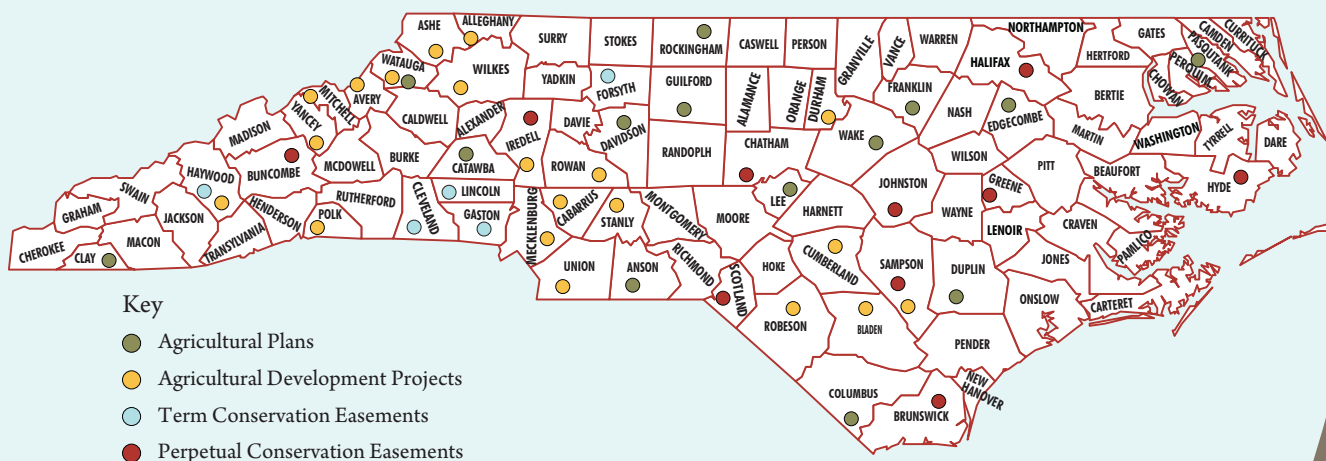 ASHE
ALLEGHANY
SURRY
STOKES
ROCKINGHAM
CASWELL
PERSON
GRANVILLE
VANCE
WARREN
NORTHAMPTON
GATES
CURRITUCK
CAMDEN
PASQUTANK
PERQUIM
CHOWAN
HERTFORD
HALIFAX
WATAUGA
WILKES
YADKIN
FORSYTH
GUILFORD
ALAMANCE
ORANGE
DURHAM
FRANKLIN
NASH
EDGECOMBE
BERTIE
MARTIN
WASHINGTON
TYRRELL
DARE
MITCHELL
AVERY
YANCEY
MADISON
CALDWELL
ALEXANDER
IREDELL
DAVIE
DAVIDSON
RANDOLPH
CHATHAM
WAKE
WILSON
PITT
BEAUFORT
HYDE
SWAIN
HAYWOOD
BUNCOMBE
MCDOWELL
BURKE
CATAWBA
ROWAN
LEE
JOHNSTON
GREENE
GRAHAM
JACKSON
HENDERSON
POLK
RUTHERFORD
CLEVELAND
LINCOLN
GASTON
MECKLENBURG
CABARRUS
STANLY
MONTGOMERY
MOORE
HARNETT
WAYNE
LENOIR
CRAVEN
PAMLICO
CHEROKEE
CLAY
MACON
TRANSYLVANIA
UNION
ANSON
RICHMOND
SCOTLAND
HOKE
CUMBERLAND
SAMPSON
DUPLIN
JONES
ONSLOW
CARTERET
ROBESON
BLADEN
PENDER
COLUMBUS
BRUNSWICK
NEW
HANOVER
Key
Agricultural Plans
Agricultural Development Projects
Term Conservation Easements
Perpetual Conservation Easements